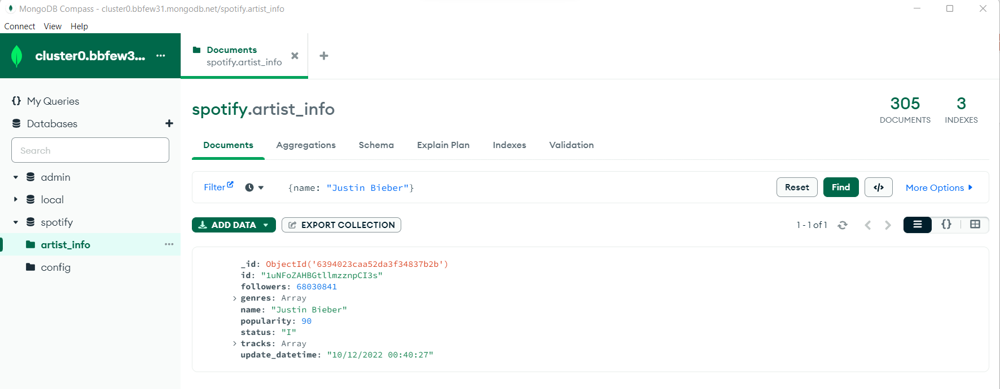 MongoDB Compass - cluster0.bbfew31.mongodb.net/spotify.artist_info
Connect View Help
cluster0.bbfew3... ...
Documents
spotify.artist_info
{} My Queries
Databases
Search
admin
local
spotify
artist_info ...
config
spotify.artist_info
305
DOCUMENTS
3
INDEXES
Documents Aggregations Schema Explain Plan Indexes Validation
Filter {name: "Justin Bieber"} Reset Find </> More Options
ADD DATA EXPORT COLLECTION 1 - 1 of 1 {}
_id: ObjectId('6394023caa52da3f34837b2b')
id: "1uNFoZAHBGtllmzznpCI3s"
followers: 68030841
genres: Array
name: "Justin Bieber"
popularity: 90
status: "I"
tracks: Array
update_datetime: "10/12/2022 00:40:27"